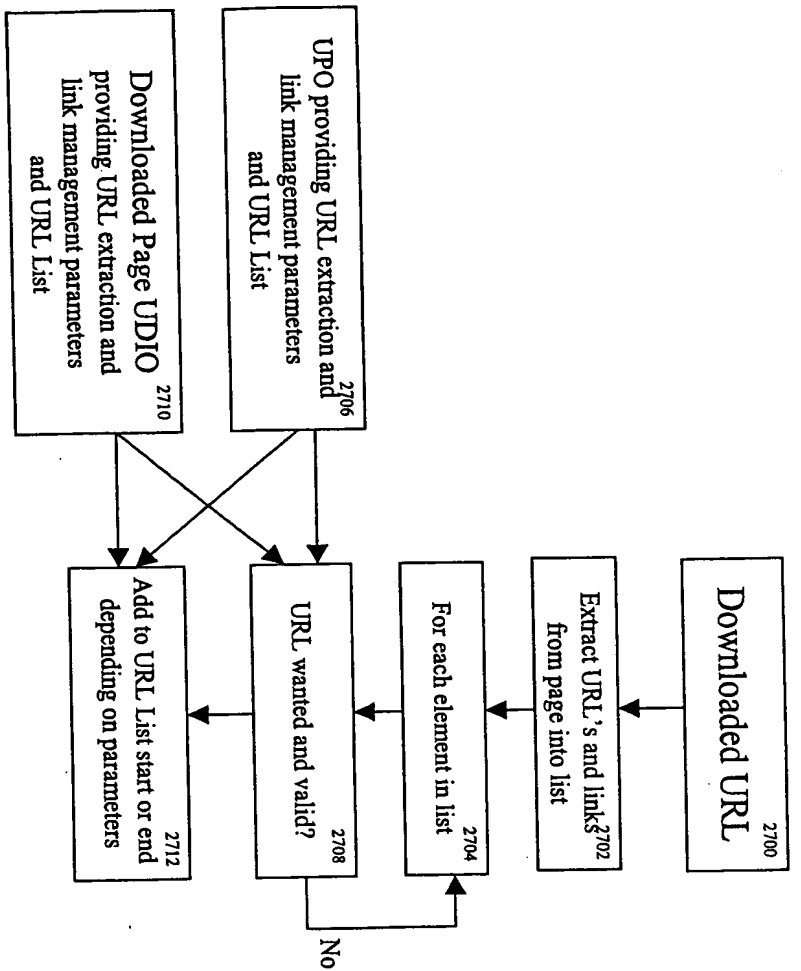 Downloaded URL
2700
Extract URL's and links
from page into list
2702
For each element in list
2704
URL wanted and valid?
2708
No
Add to URL List start or end
depending on parameters
2712
UPO providing URL extraction and
link management parameters
and URL List
2706
Downloaded Page UDIO
providing URL extraction and
link management parameters
and URL List
2710